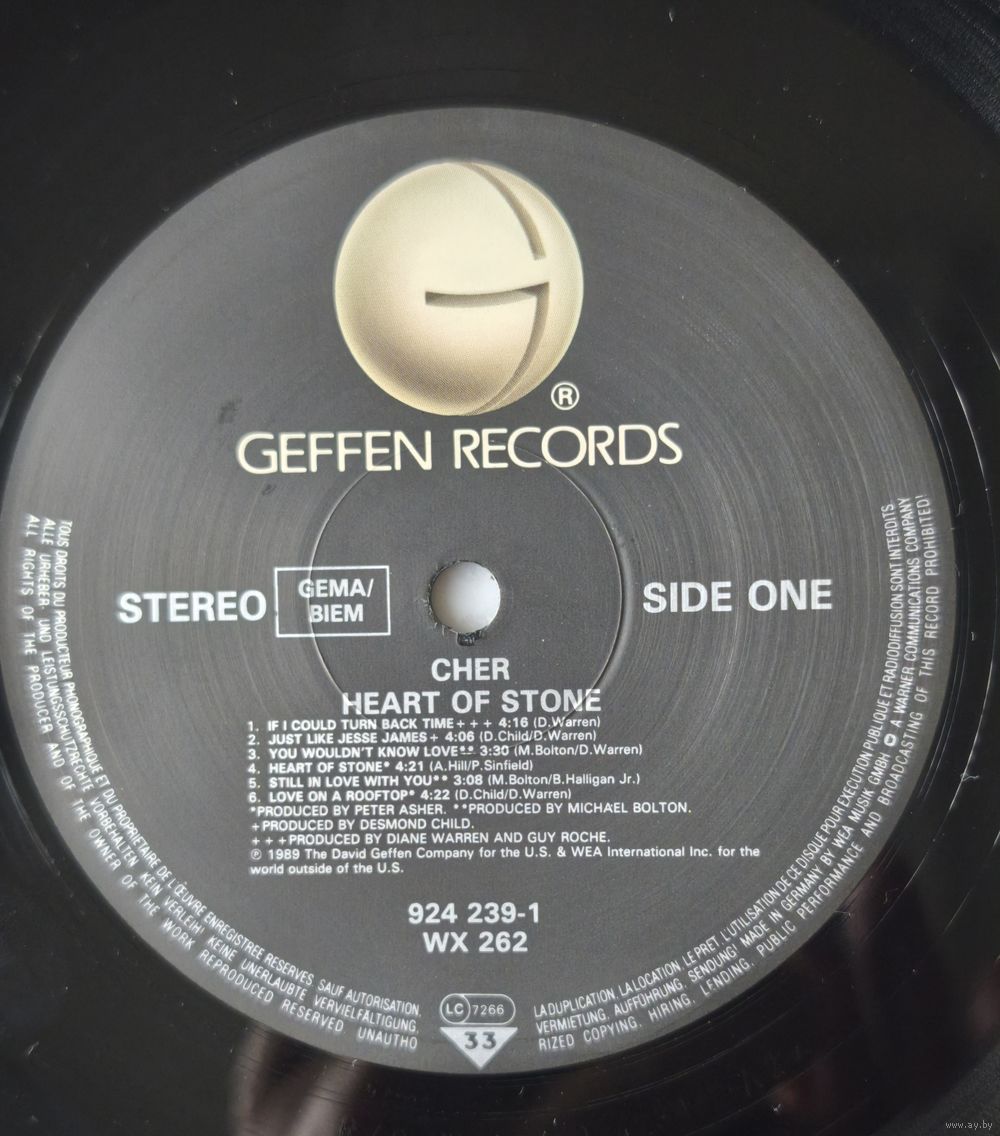 ®
GEFFEN RECORDS
STEREO
GEMA/
BIEM
SIDE ONE
CHER
HEART OF STONE
1. IF I COULD TURN BACK TIME+++ 4:16 (D.Warren)
2. JUST LIKE JESSE JAMES+ 4:06 (D.Child/D.Warren)
3. YOU WOULDN'T KNOW LOVE** 3:30 (M.Bolton/D.Warren)
4. HEART OF STONE* 4:21 (A.Hill/P.Sinfield)
5. STILL IN LOVE WITH YOU** 3:08 (M.Bolton/B.Halligan Jr.)
6. LOVE ON A ROOFTOP* 4:22 (D.Child/D.Warren)
*PRODUCED BY PETER ASHER. **PRODUCED BY MICHAEL BOLTON.
+PRODUCED BY DESMOND CHILD.
+++PRODUCED BY DIANE WARREN AND GUY ROCHE.
℗ 1989 The David Geffen Company for the U.S. & WEA International Inc. for the
world outside of the U.S.
924 239-1
WX 262
LC 7266
33
TOUS DROITS DU PRODUCTEUR PHONOGRAPHIQUE ET DU PROPRIETAIRE DE L'ŒUVRE ENREGISTREE RESERVES. SAUF AUTORISATION,
LA DUPLICATION, LA LOCATION, LE PRET, L'UTILISATION DE CE DISQUE POUR EXECUTION PUBLIQUE ET RADIODIFFUSION SONT INTERDITS.
ALLE URHEBER- UND LEISTUNGSSCHUTZRECHTE VORBEHALTEN. KEIN VERLEIH! KEINE UNERLAUBTE VERVIELFÄLTIGUNG,
VERMIETUNG, AUFFÜHRUNG, SENDUNG! MADE IN GERMANY BY WEA MUSIK GMBH A WARNER COMMUNICATIONS COMPANY
ALL RIGHTS OF THE PRODUCER AND OF THE OWNER OF THE WORK REPRODUCED RESERVED UNAUTHO
RIZED COPYING, HIRING, LENDING, PUBLIC PERFORMANCE AND BROADCASTING OF THIS RECORD PROHIBITED!
www.ay.by